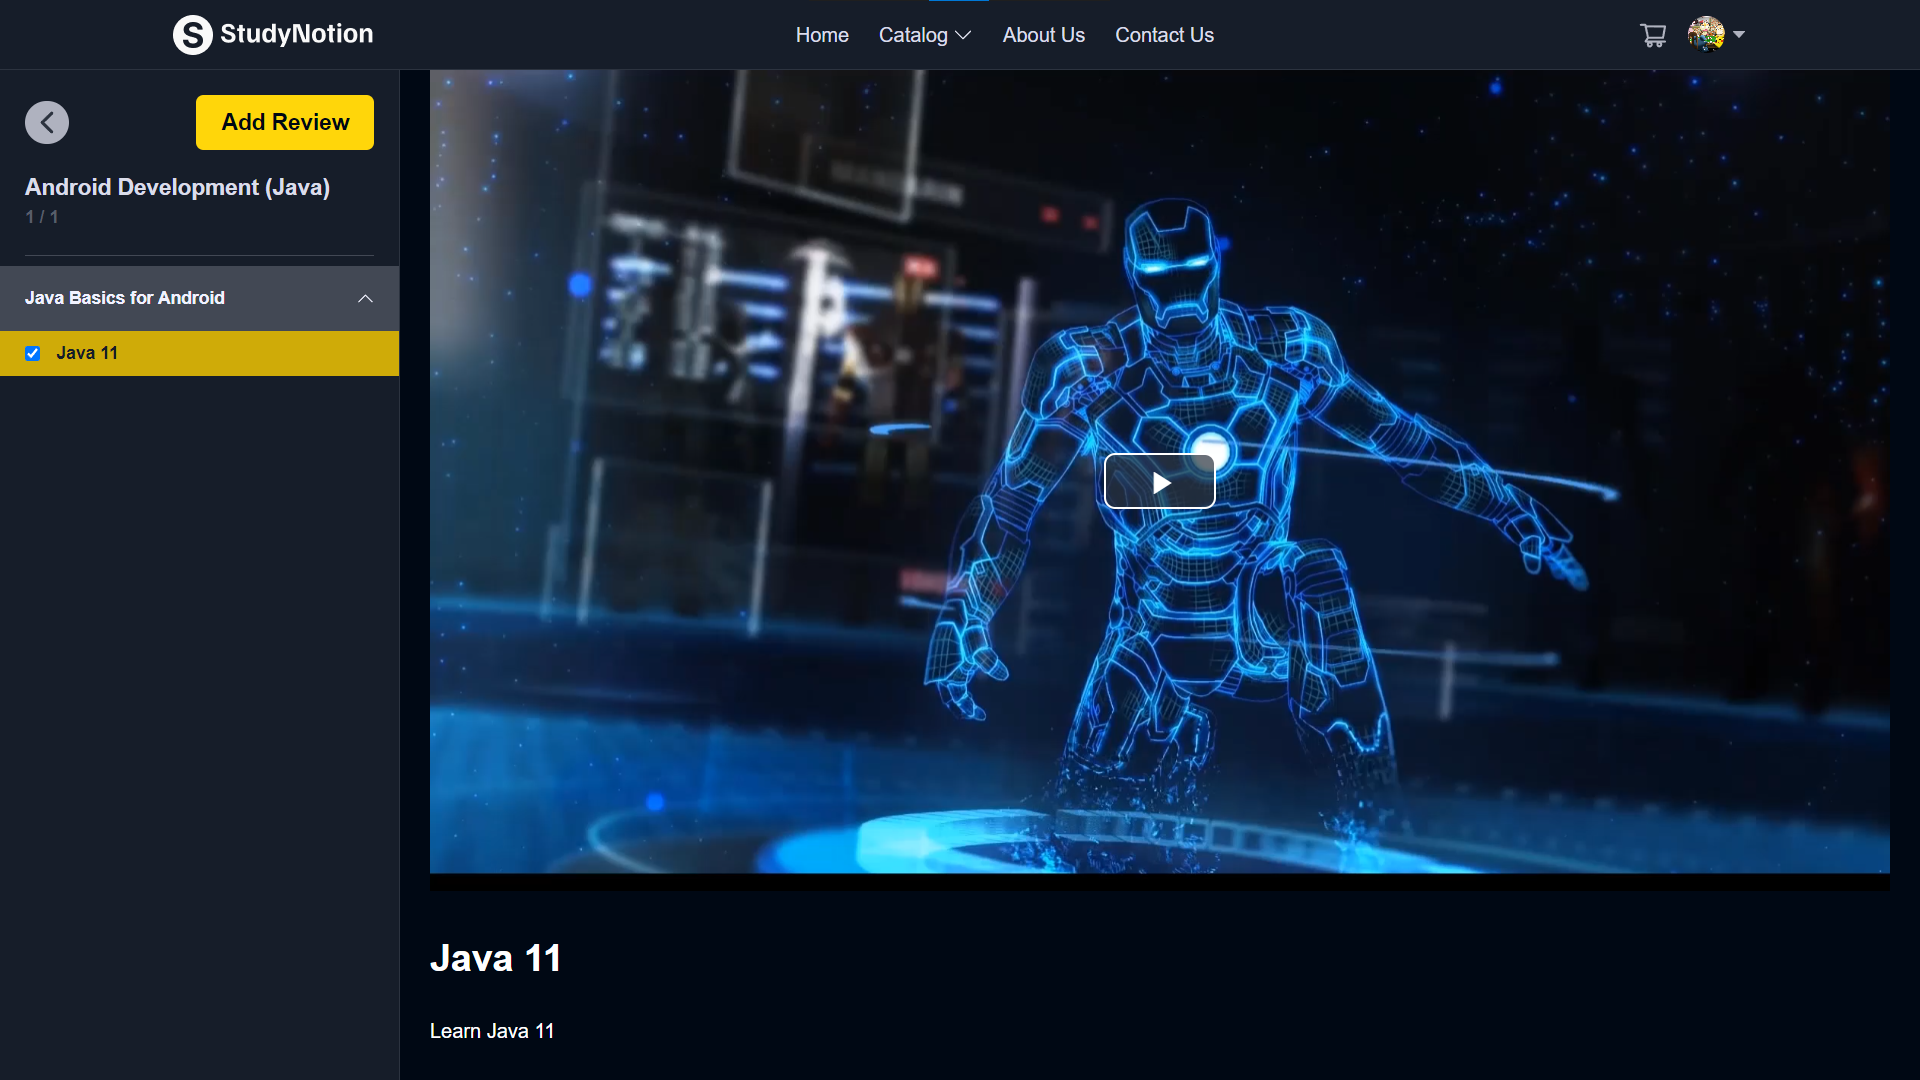 StudyNotion
Home
Catalog
About Us
Contact Us
Add Review
Android Development (Java)
1 / 1
Java Basics for Android
Java 11
Java 11
Learn Java 11